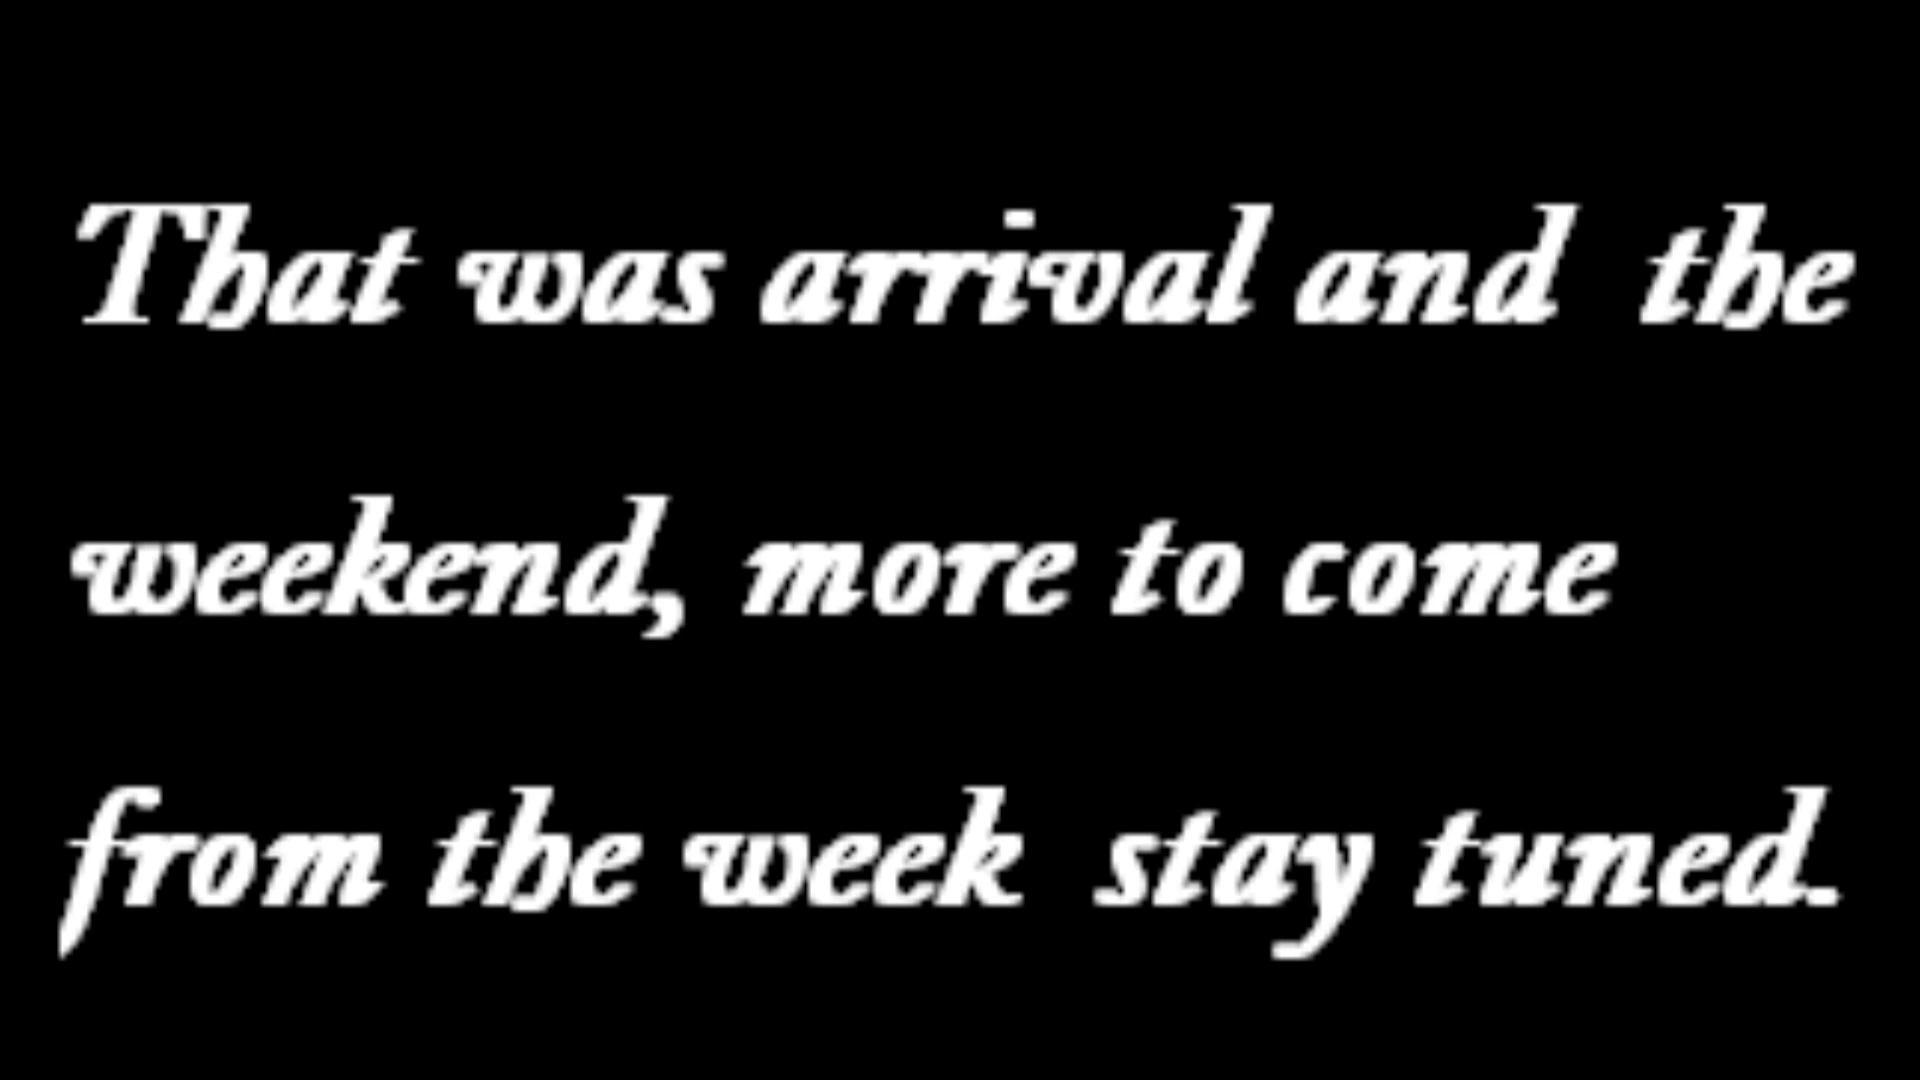 That was arrival and  the
weekend, more to come
from the week  stay tuned.